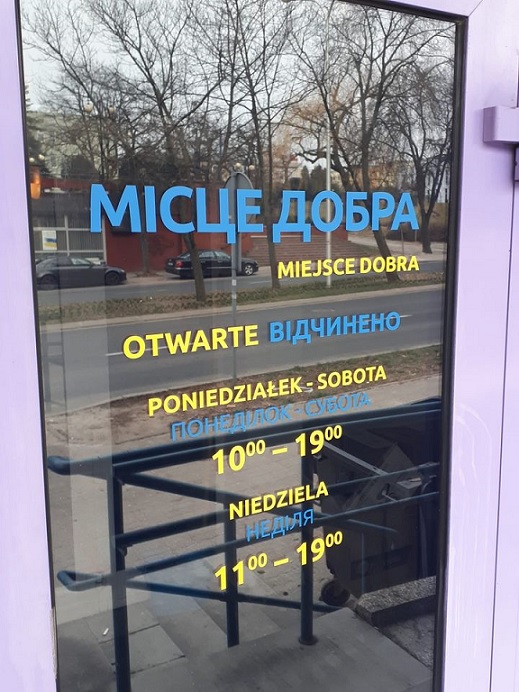 МІСЦЕ ДОБРА
MIEJSCE DOBRA
OTWARTE ВІДЧИНЕНО
PONIEDZIAŁEK - SOBOTA
ПОНЕДІЛОК - СУБОТА
10⁰⁰ – 19⁰⁰
NIEDZIELA
НЕДІЛЯ
11⁰⁰ – 19⁰⁰